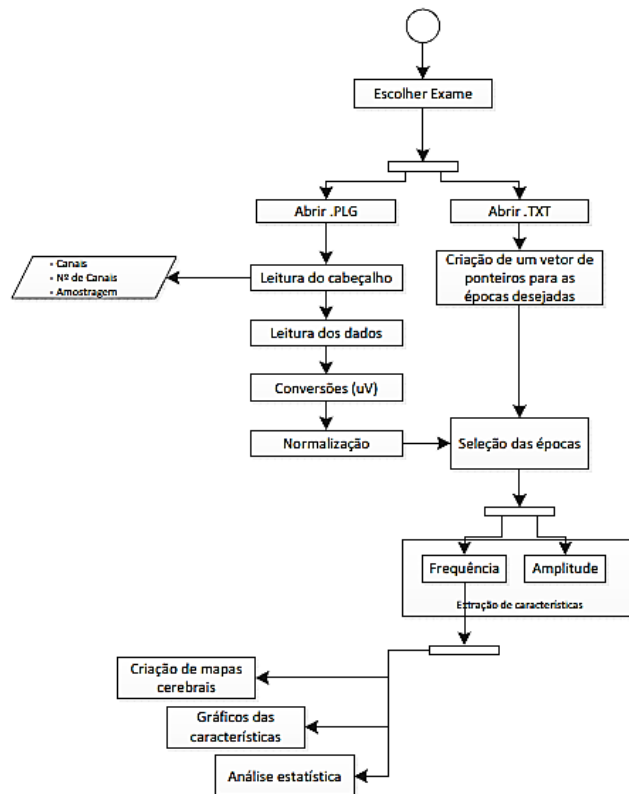 Escolher Exame
Abrir .PLG
Abrir .TXT
• Canais
• Nº de Canais
• Amostragem
Leitura do cabeçalho
Criação de um vetor de
ponteiros para as
épocas desejadas
Leitura dos dados
Conversões (uV)
Normalização
Seleção das épocas
Frequência
Amplitude
Extração de características
Criação de mapas
cerebrais
Gráficos das
características
Análise estatística